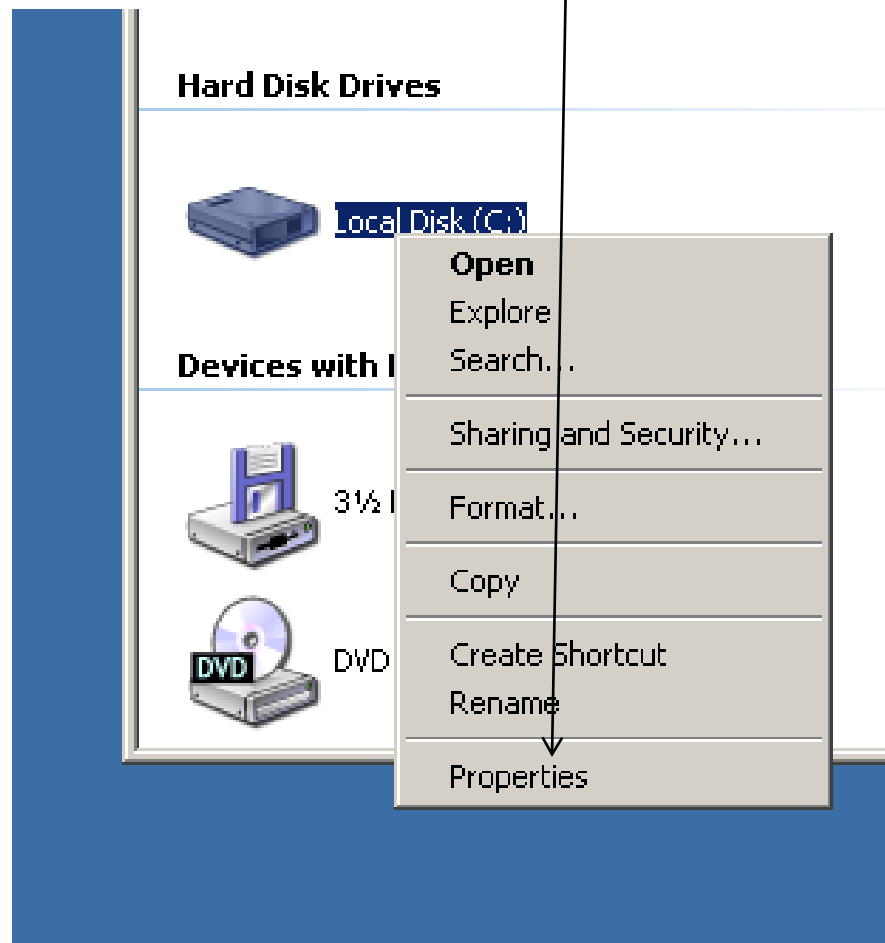 Hard Disk Drives
Local Disk (C:)
Open
Explore
Search...
Devices with
Sharing and Security...
3½
Format...
Copy
DVD
DVD
Create Shortcut
Rename
Properties